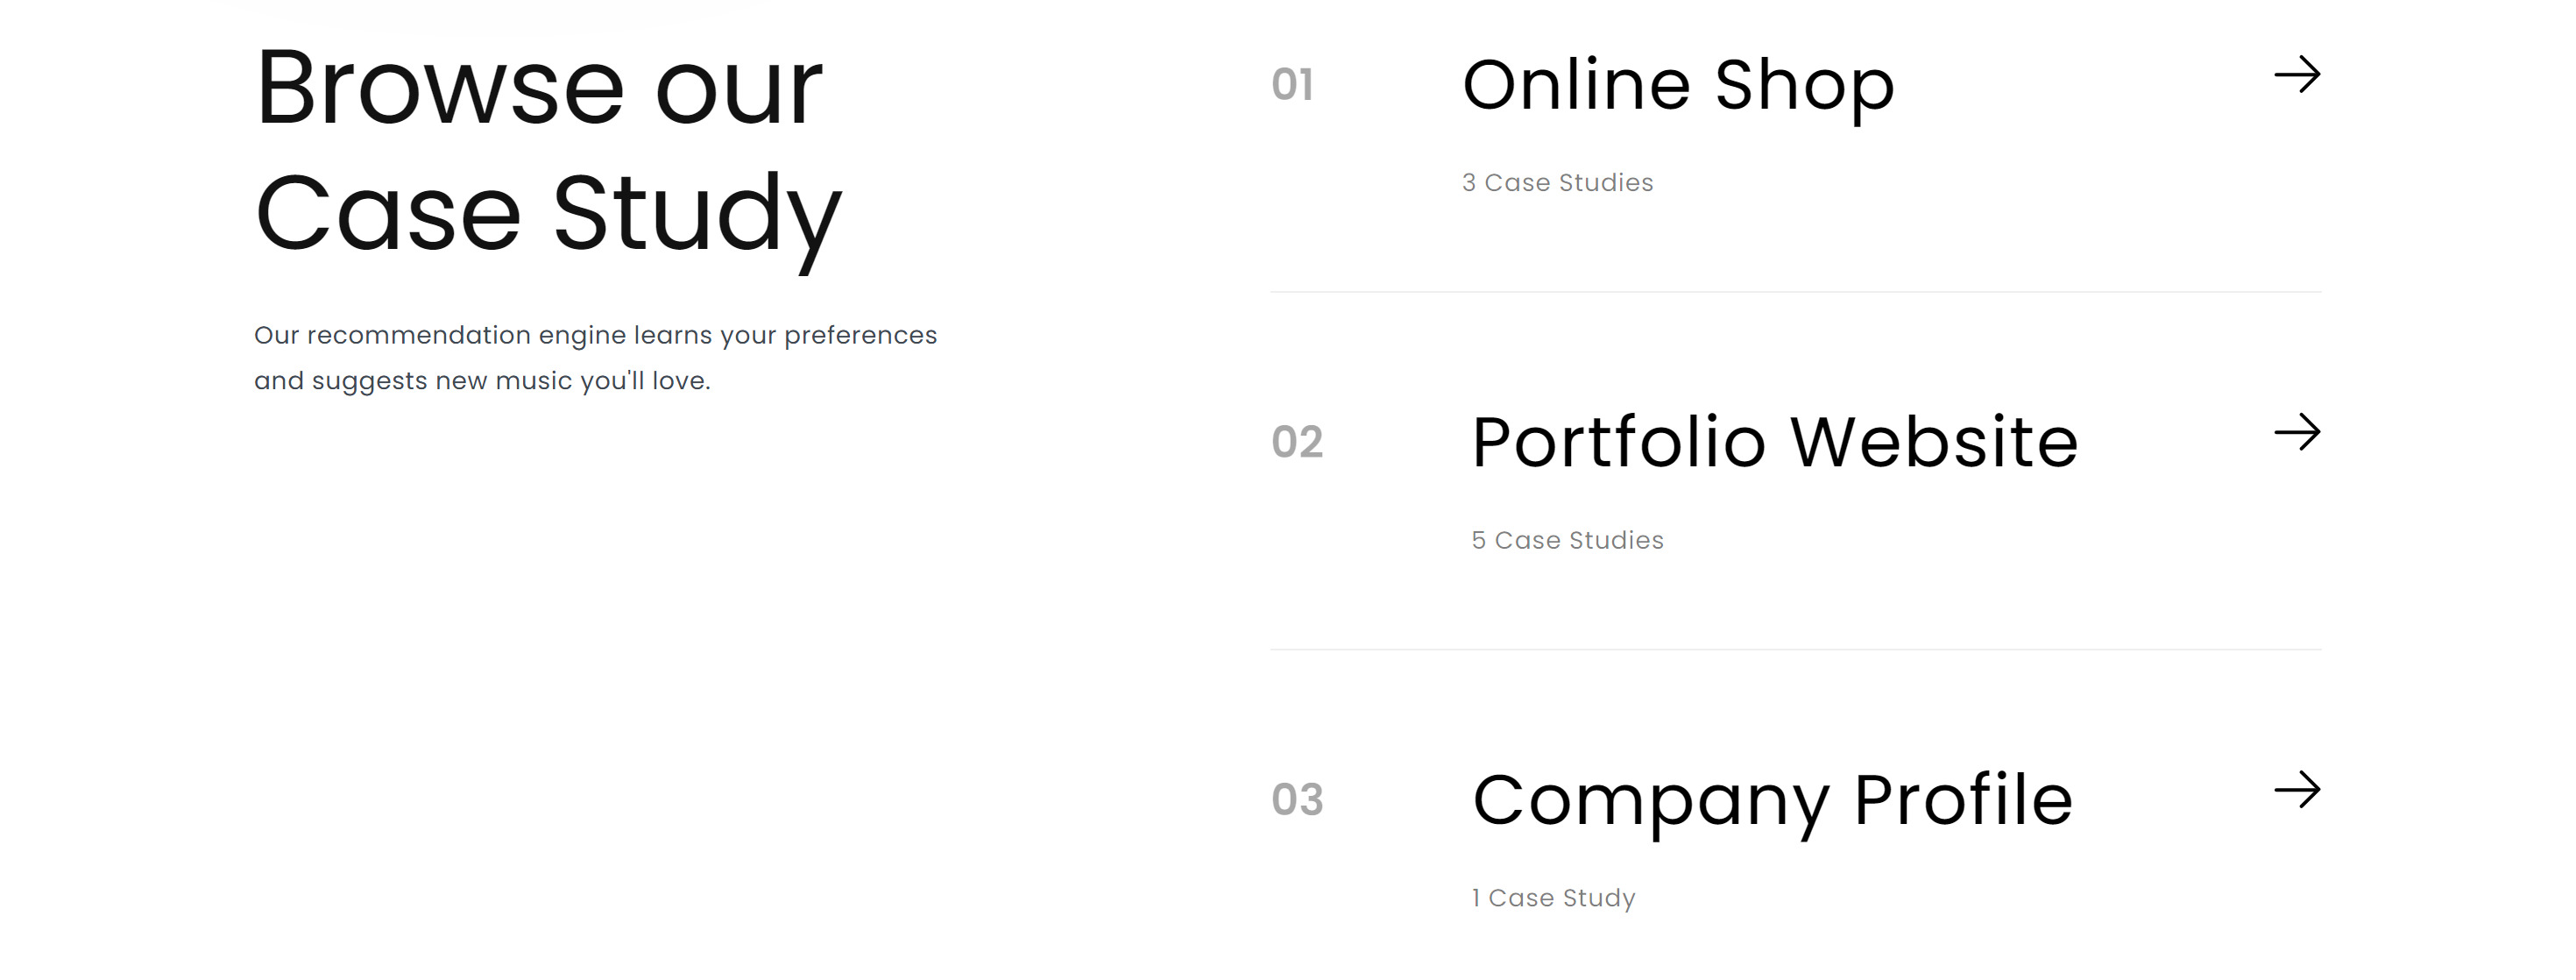 Browse our
Case Study
Our recommendation engine learns your preferences
and suggests new music you'll love.
01
Online Shop
3 Case Studies
02
Portfolio Website
5 Case Studies
03
Company Profile
1 Case Study